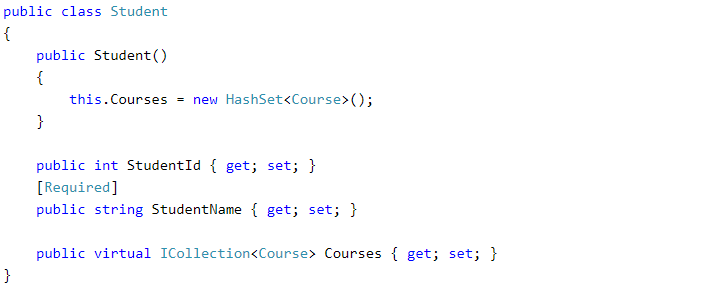 public class Student
{
    public Student()
    {
        this.Courses = new HashSet<Course>();
    }

    public int StudentId { get; set; }
    [Required]
    public string StudentName { get; set; }

    public virtual ICollection<Course> Courses { get; set; }
}